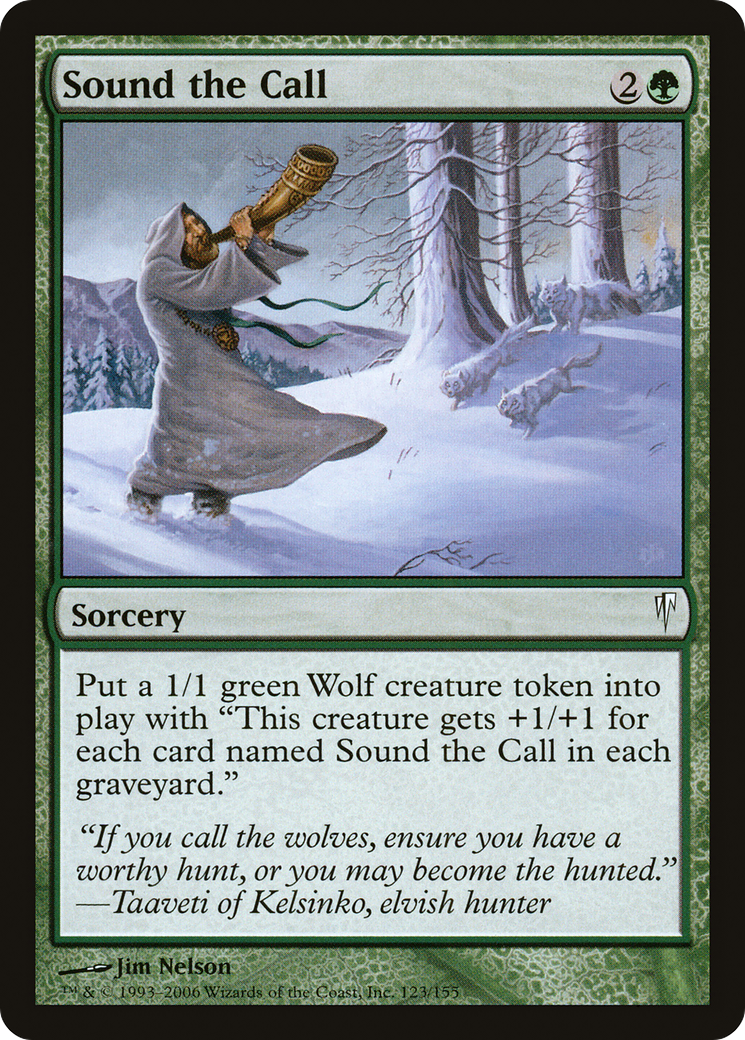 Sound the Call 2
Sorcery
Put a 1/1 green Wolf creature token into
play with “This creature gets +1/+1 for
each card named Sound the Call in each
graveyard.”
“If you call the wolves, ensure you have a
worthy hunt, or you may become the hunted.”
—Taaveti of Kelsinko, elvish hunter
Jim Nelson
™ & © 1993–2006 Wizards of the Coast, Inc. 123/155